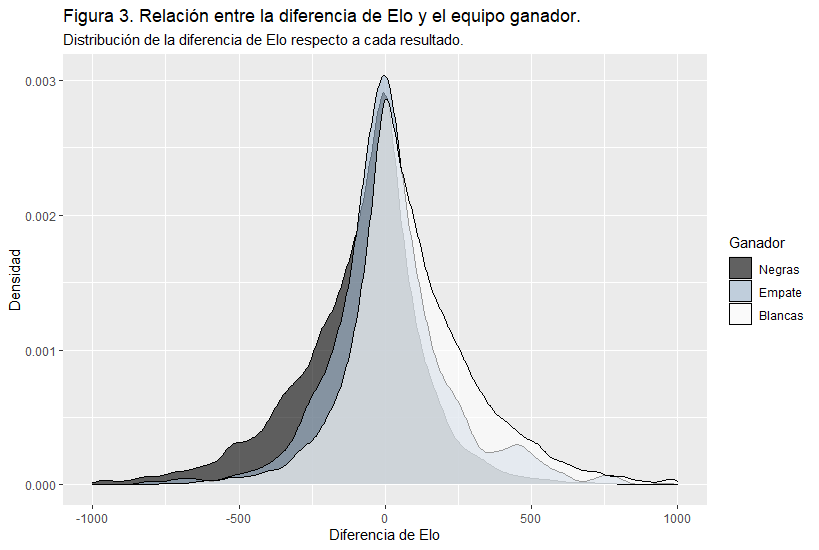 Figura 3. Relación entre la diferencia de Elo y el equipo ganador.
Distribución de la diferencia de Elo respecto a cada resultado.
0.003
0.002
0.001
0.000
Densidad
-1000
-500
0
500
1000
Diferencia de Elo
Ganador
Negras
Empate
Blancas